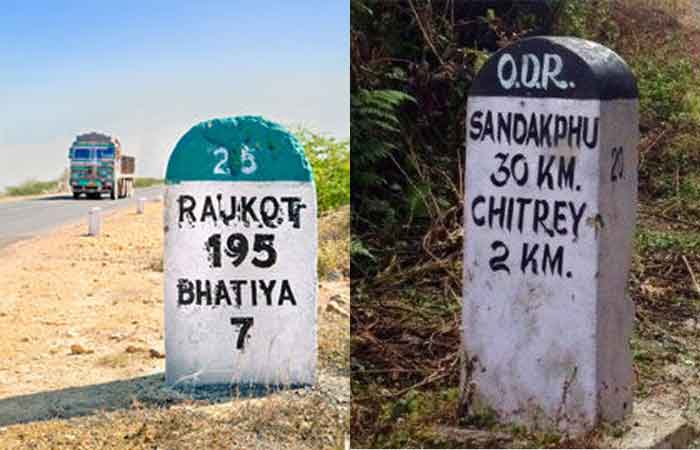 25
RAJKOT
195
BHATIYA
7
O.D.R.
SANDAKPHU
30 KM.
CHITREY
2 KM.
20